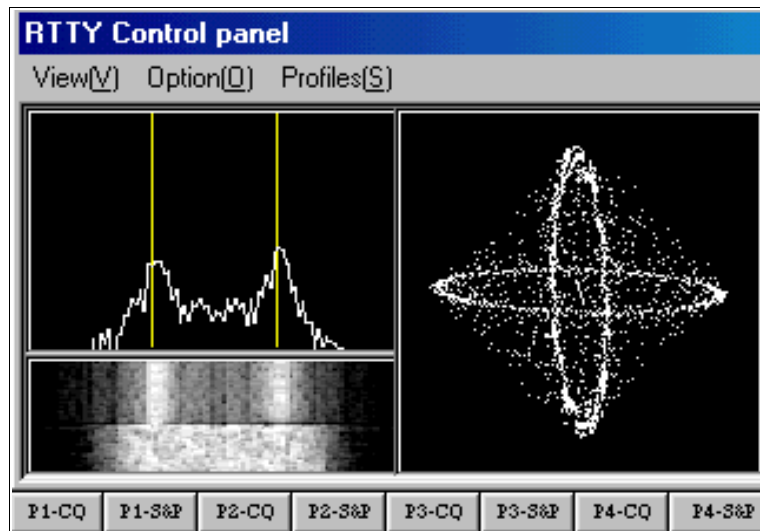 RTTY Control panel
View(V) Option(O) Profiles(S)
P1-CQ P1-S&P P2-CQ P2-S&P P3-CQ P3-S&P P4-CQ P4-S&P